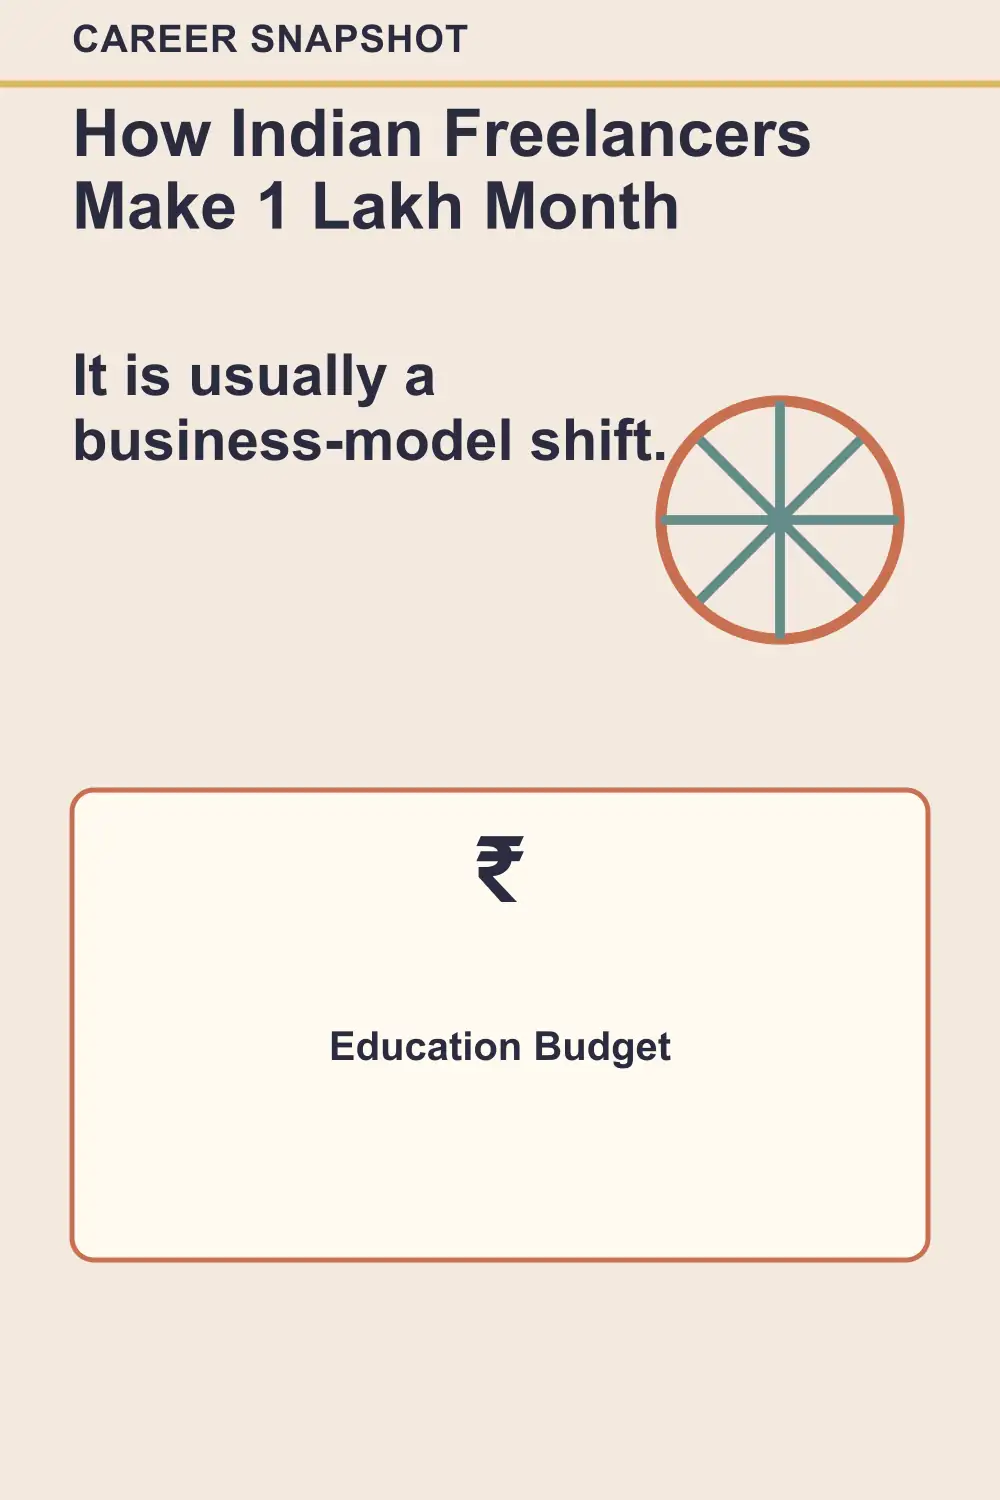 CAREER SNAPSHOT
How Indian Freelancers
Make 1 Lakh Month
It is usually a
business-model shift.
₹
Education Budget